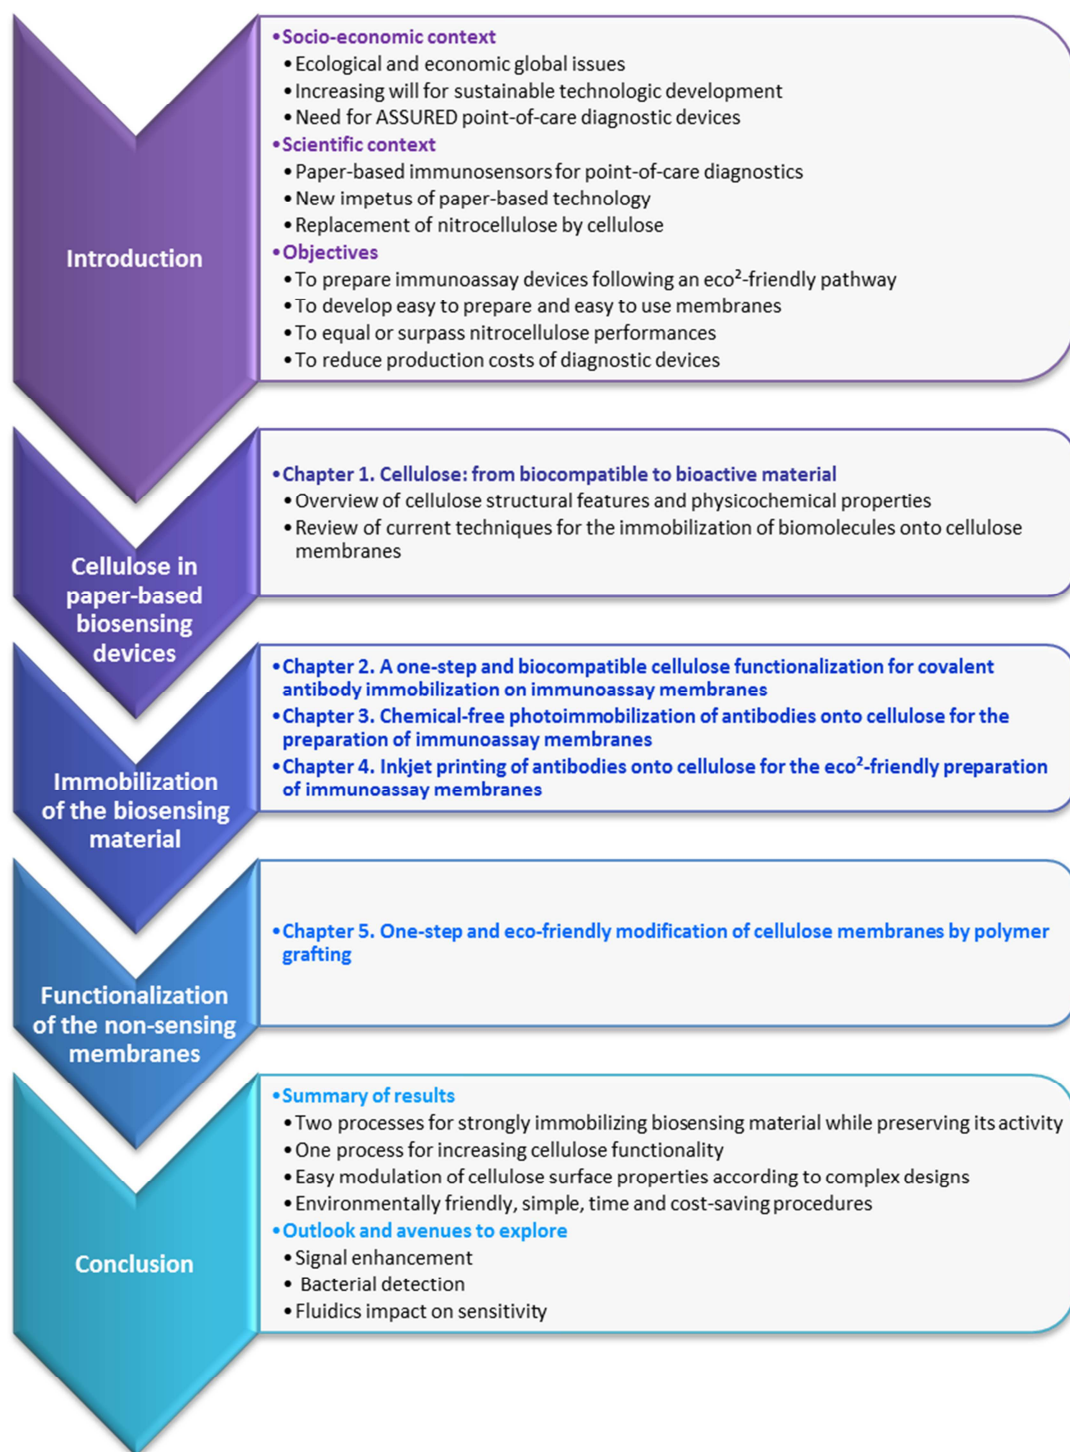 Introduction
•Socio-economic context
•Ecological and economic global issues
•Increasing will for sustainable technologic development
•Need for ASSURED point-of-care diagnostic devices
•Scientific context
•Paper-based immunosensors for point-of-care diagnostics
•New impetus of paper-based technology
•Replacement of nitrocellulose by cellulose
•Objectives
•To prepare immunoassay devices following an eco²-friendly pathway
•To develop easy to prepare and easy to use membranes
•To equal or surpass nitrocellulose performances
•To reduce production costs of diagnostic devices
Cellulose in
paper-based
biosensing
devices
•Chapter 1. Cellulose: from biocompatible to bioactive material
•Overview of cellulose structural features and physicochemical properties
•Review of current techniques for the immobilization of biomolecules onto cellulose
membranes
Immobilization
of the biosensing
material
•Chapter 2. A one-step and biocompatible cellulose functionalization for covalent
antibody immobilization on immunoassay membranes
•Chapter 3. Chemical-free photoimmobilization of antibodies onto cellulose for the
preparation of immunoassay membranes
•Chapter 4. Inkjet printing of antibodies onto cellulose for the eco²-friendly preparation
of immunoassay membranes
Functionalization
of the non-sensing
membranes
•Chapter 5. One-step and eco-friendly modification of cellulose membranes by polymer
grafting
Conclusion
•Summary of results
•Two processes for strongly immobilizing biosensing material while preserving its activity
•One process for increasing cellulose functionality
•Easy modulation of cellulose surface properties according to complex designs
•Environmentally friendly, simple, time and cost-saving procedures
•Outlook and avenues to explore
•Signal enhancement
• Bacterial detection
•Fluidics impact on sensitivity